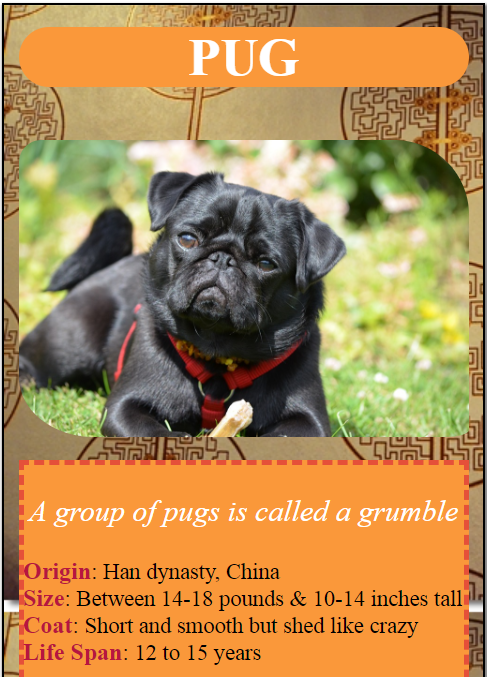 PUG
A group of pugs is called a grumble
Origin: Han dynasty, China
Size: Between 14-18 pounds & 10-14 inches tall
Coat: Short and smooth but shed like crazy
Life Span: 12 to 15 years